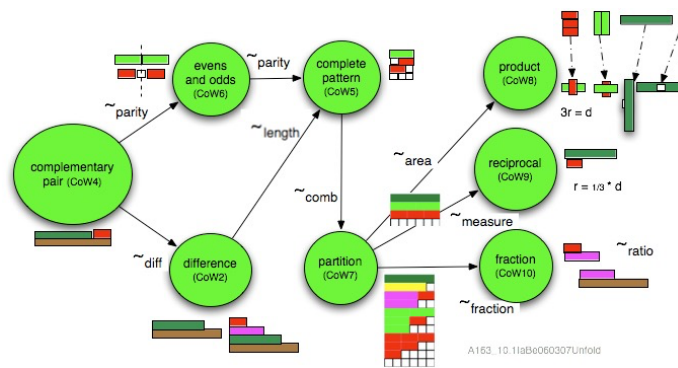 evens
and odds
(CoW6)
~parity
complete
pattern
(CoW5)
product
(CoW8)
3r = d
~parity
~length
~area
complementary
pair (CoW4)
reciprocal
(CoW9)
r = 1/3 * d
~comb
~measure
~diff
difference
(CoW2)
partition
(CoW7)
fraction
(CoW10)
~ratio
~fraction
A163_10.1IaBe060307Unfold